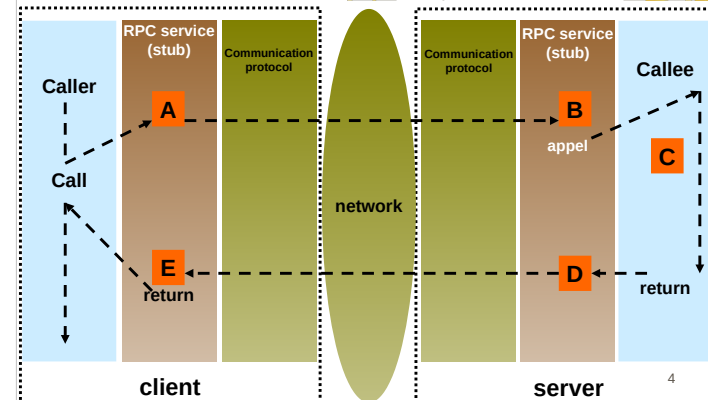 RPC service
(stub)
Communication
protocol
Communication
protocol
RPC service
(stub)
Caller
Callee
A
B
appel
C
Call
network
E
return
D
return
client
server
4